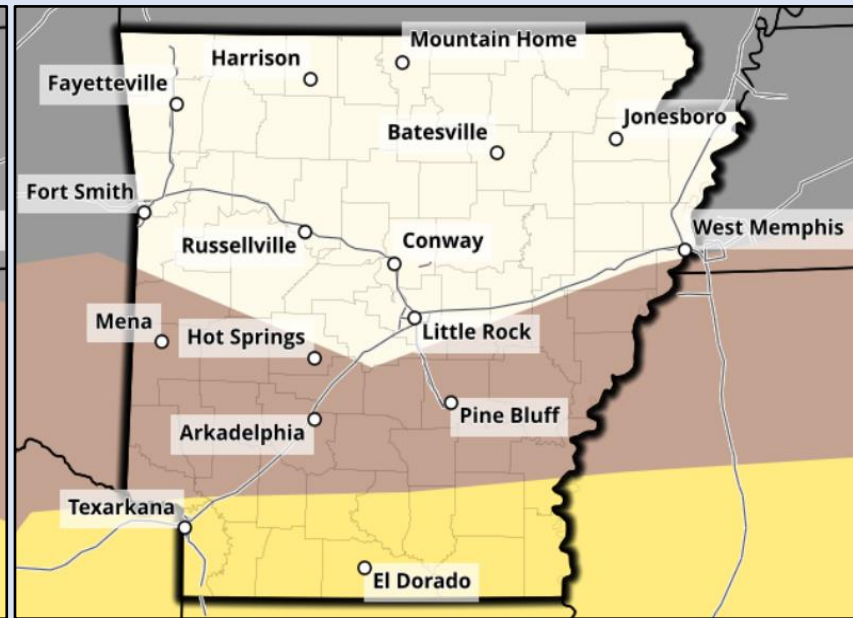 Mountain Home
Harrison
Fayetteville
Jonesboro
Batesville
Fort Smith
West Memphis
Russellville
Conway
Mena
Hot Springs
Little Rock
Arkadelphia
Pine Bluff
Texarkana
El Dorado